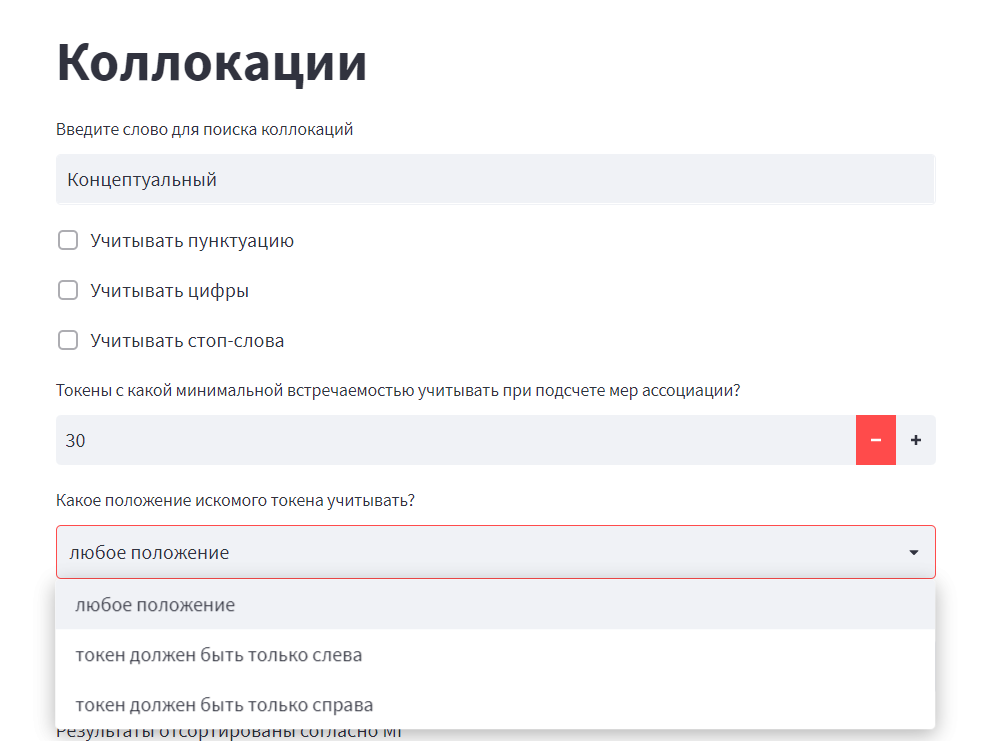 Коллокации
Введите слово для поиска коллокаций
Концептуальный
Учитывать пунктуацию
Учитывать цифры
Учитывать стоп-слова
Токены с какой минимальной встречаемостью учитывать при подсчете мер ассоциации?
30
Какое положение искомого токена учитывать?
любое положение
любое положение
токен должен быть только слева
токен должен быть только справа
Результаты отсортированы согласно MI